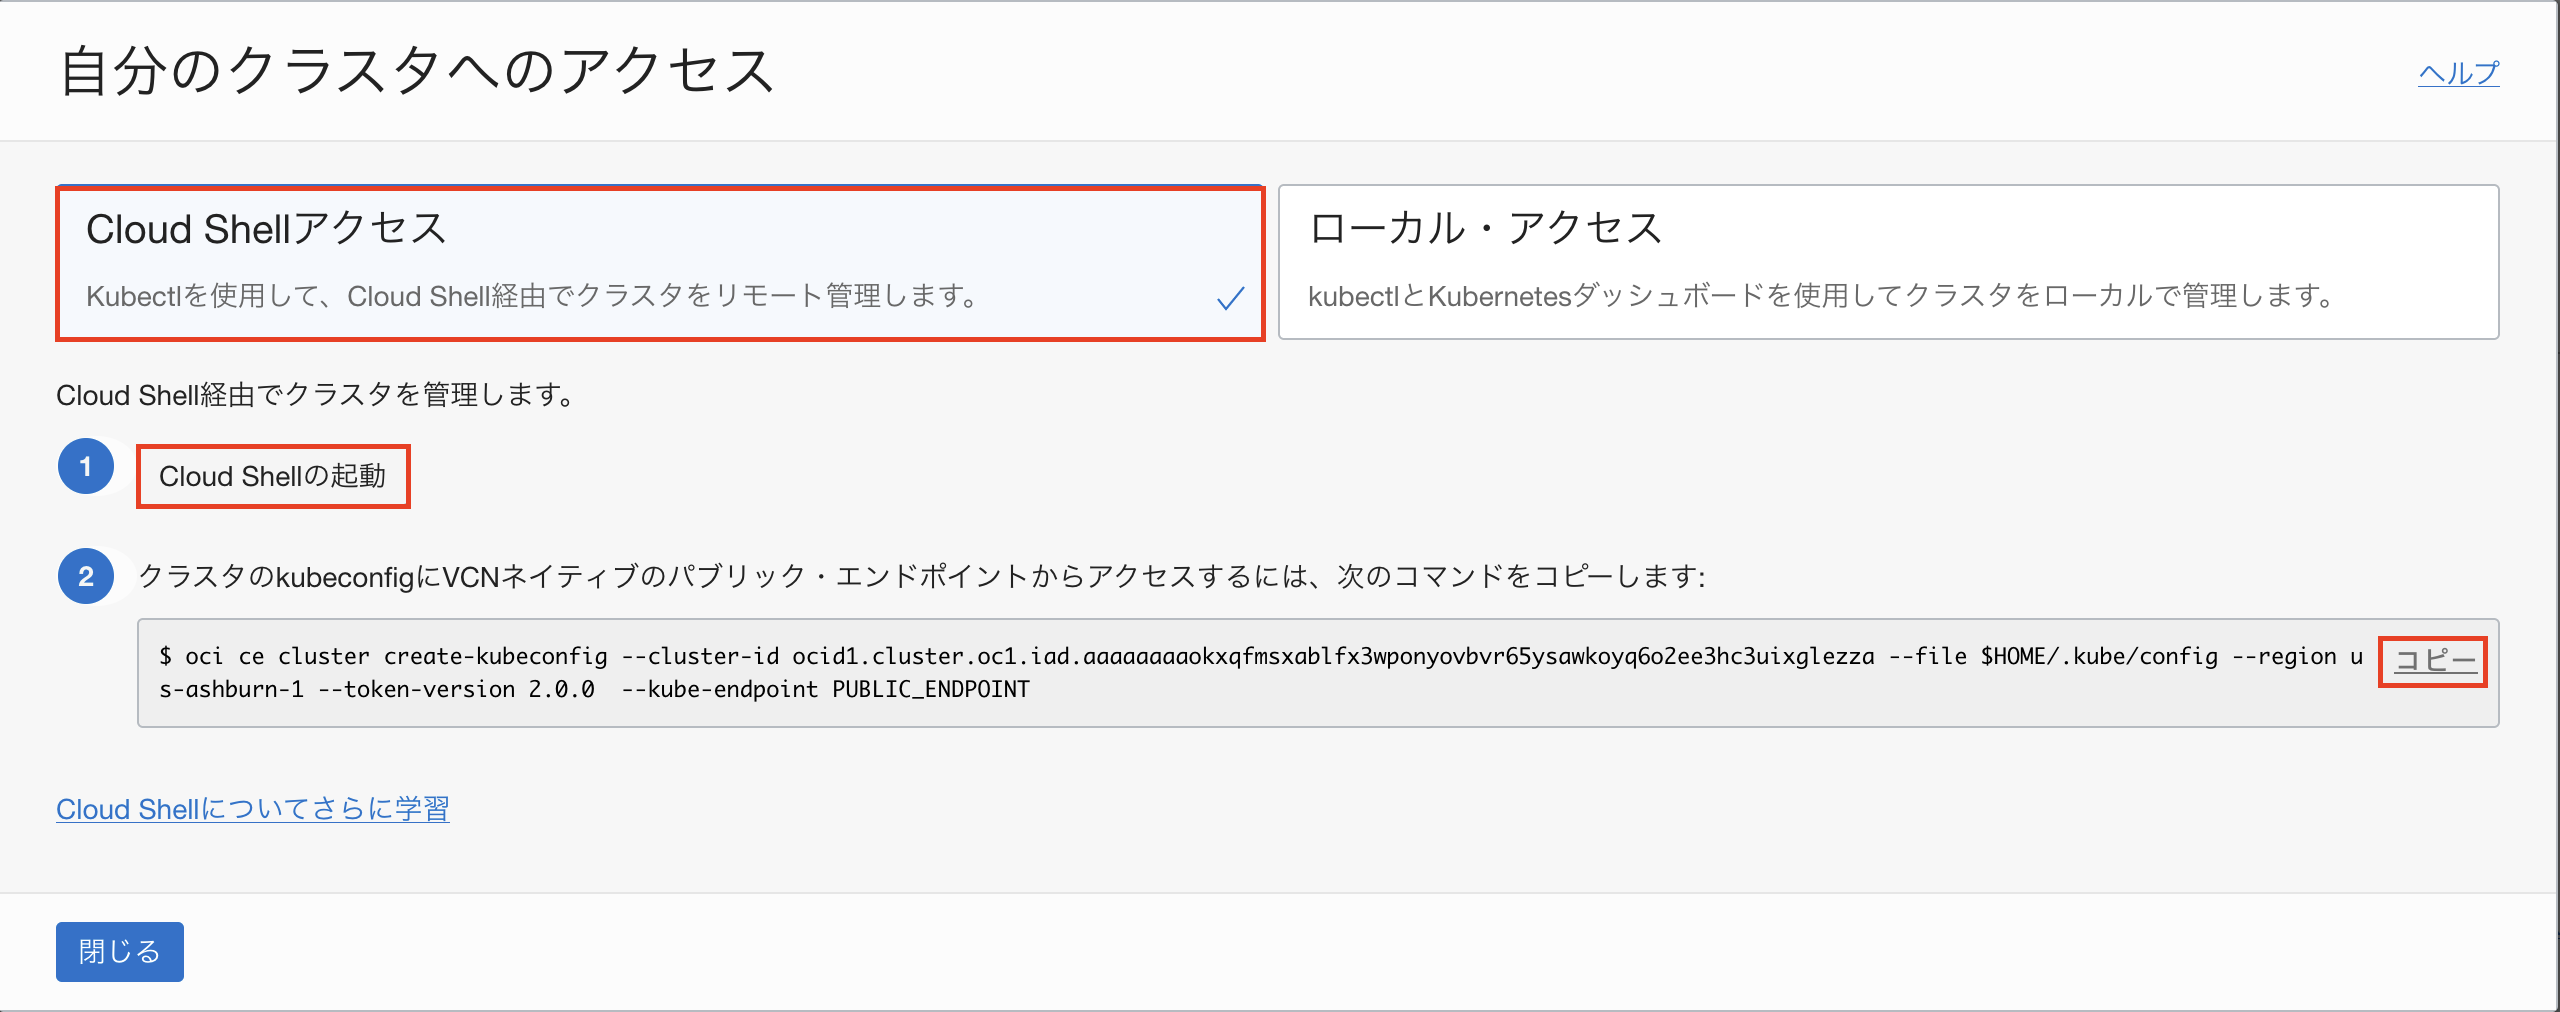 自分のクラスタへのアクセス
ヘルプ
Cloud Shellアクセス
Kubectlを使用して、Cloud Shell経由でクラスタをリモート管理します。
ローカル・アクセス
kubectlとKubernetesダッシュボードを使用してクラスタをローカルで管理します。
Cloud Shell経由でクラスタを管理します。
1
Cloud Shellの起動
2
クラスタのkubeconfigにVCNネイティブのパブリック・エンドポイントからアクセスするには、次のコマンドをコピーします:
$ oci ce cluster create-kubeconfig --cluster-id ocid1.cluster.oc1.iad.aaaaaaaaokxqfmsxablfx3wponyovbvr65ysawkoyq6o2ee3hc3uixglezza --file $HOME/.kube/config --region u
s-ashburn-1 --token-version 2.0.0  --kube-endpoint PUBLIC_ENDPOINT
コピー
Cloud Shellについてさらに学習
閉じる